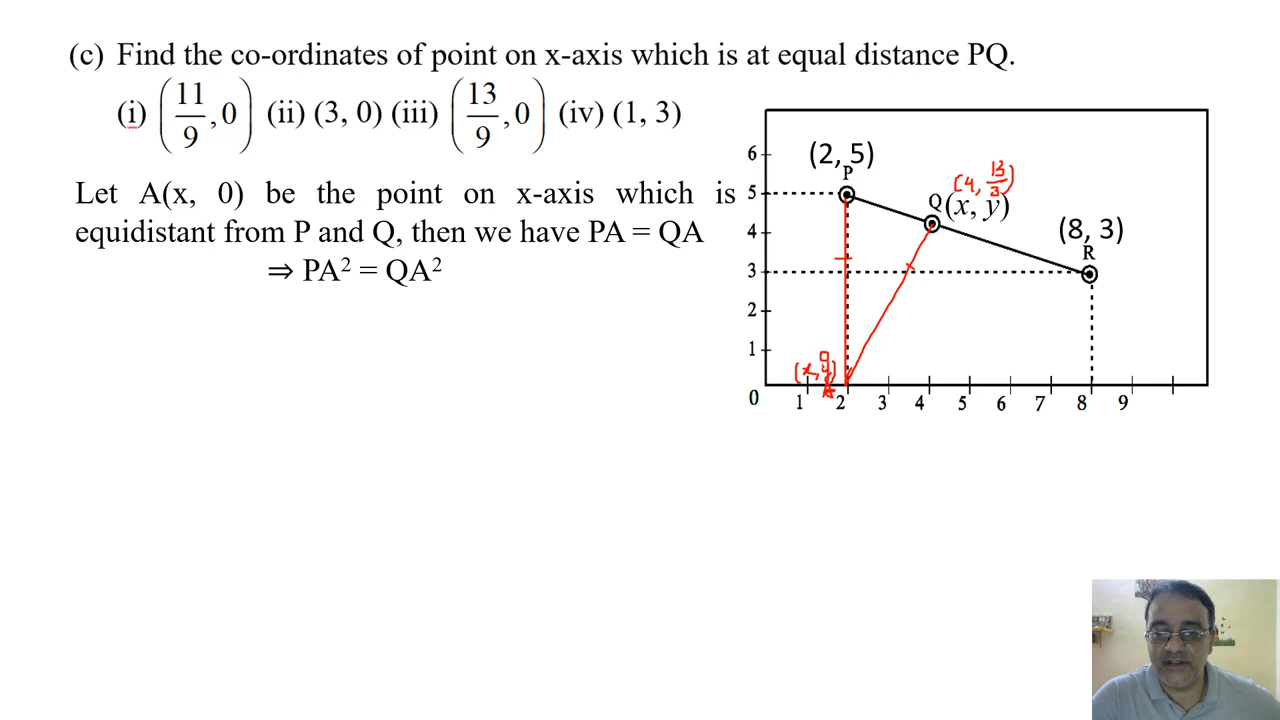 (c) Find the co-ordinates of point on x-axis which is at equal distance PQ.
(i) (11/9, 0) (ii) (3, 0) (iii) (13/9, 0) (iv) (1, 3)
Let A(x, 0) be the point on x-axis which is
equidistant from P and Q, then we have PA = QA
⇒ PA² = QA²
(2, 5)
P
(4, 13/3)
Q (x, y)
(8, 3)
R
6
5
4
3
2
1
(x, 0)
A
0 1 2 3 4 5 6 7 8 9